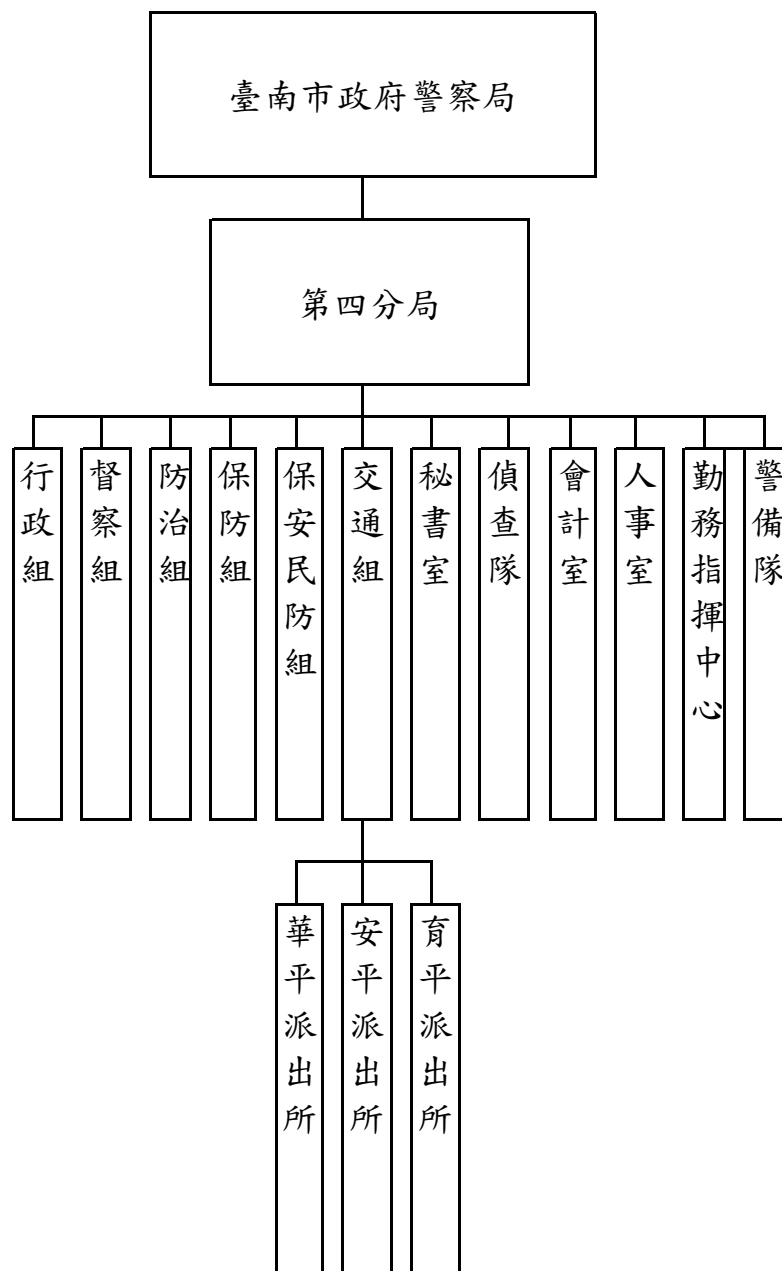 臺南市政府警察局
第四分局
行政組
督察組
防治組
保防組
保安民防組
交通組
秘書室
偵查隊
會計室
人事室
勤務指揮中心
警備隊
華平派出所
安平派出所
育平派出所